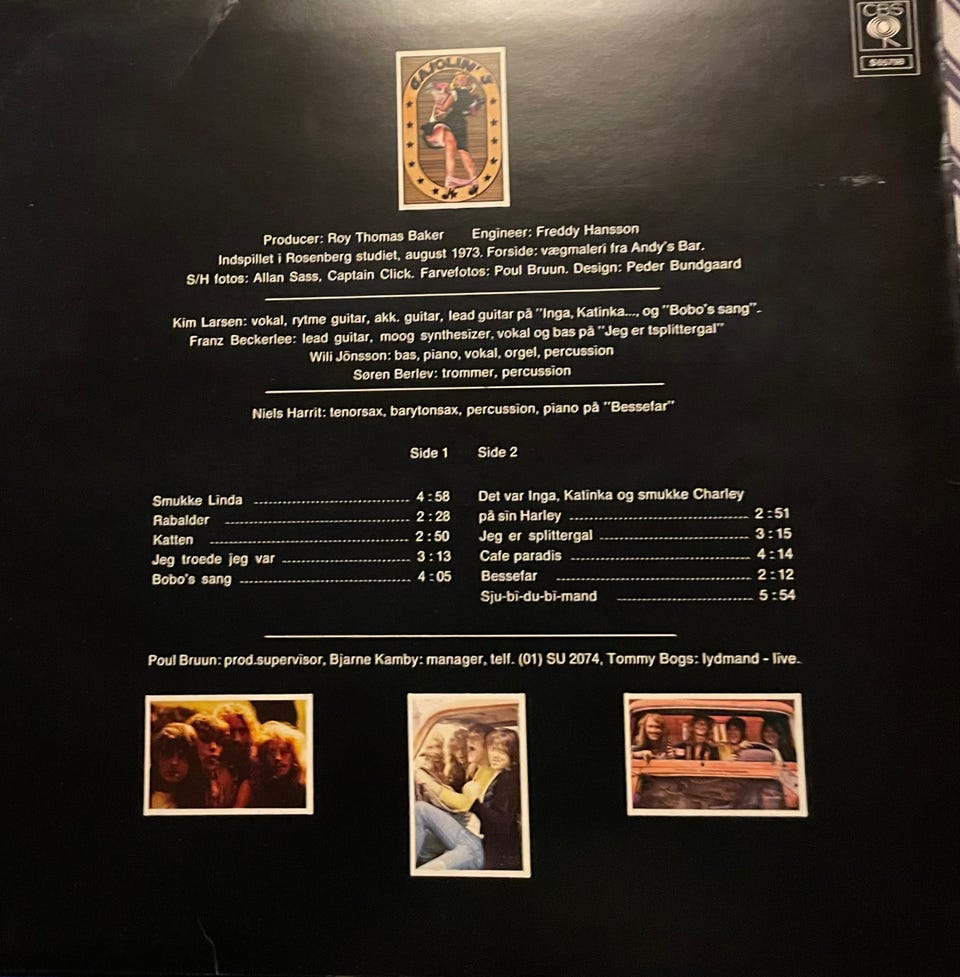 CBS
S 65798
GASOLIN' 3
Producer: Roy Thomas Baker Engineer: Freddy Hansson
Indspillet i Rosenberg studiet, august 1973. Forside: vægmaleri fra Andy's Bar.
S/H fotos: Allan Sass, Captain Click. Farvefotos: Poul Bruun. Design: Peder Bundgaard
Kim Larsen: vokal, rytme guitar, akk. guitar, lead guitar på "Inga, Katinka..., og "Bobo's sang".
Franz Beckerlee: lead guitar, moog synthesizer, vokal og bas på "Jeg er tsplittergal"
Wili Jönsson: bas, piano, vokal, orgel, percussion
Søren Berlev: trommer, percussion
Niels Harrit: tenorsax, barytonsax, percussion, piano på "Bessefar"
Side 1
Smukke Linda 4:58
Rabalder 2:28
Katten 2:50
Jeg troede jeg var 3:13
Bobo's sang 4:05
Side 2
Det var Inga, Katinka og smukke Charley
på sin Harley 2:51
Jeg er splittergal 3:15
Cafe paradis 4:14
Bessefar 2:12
Sju-bi-du-bi-mand 5:54
Poul Bruun: prod.supervisor, Bjarne Kamby: manager, telf. (01) SU 2074, Tommy Bogs: lydmand - live.